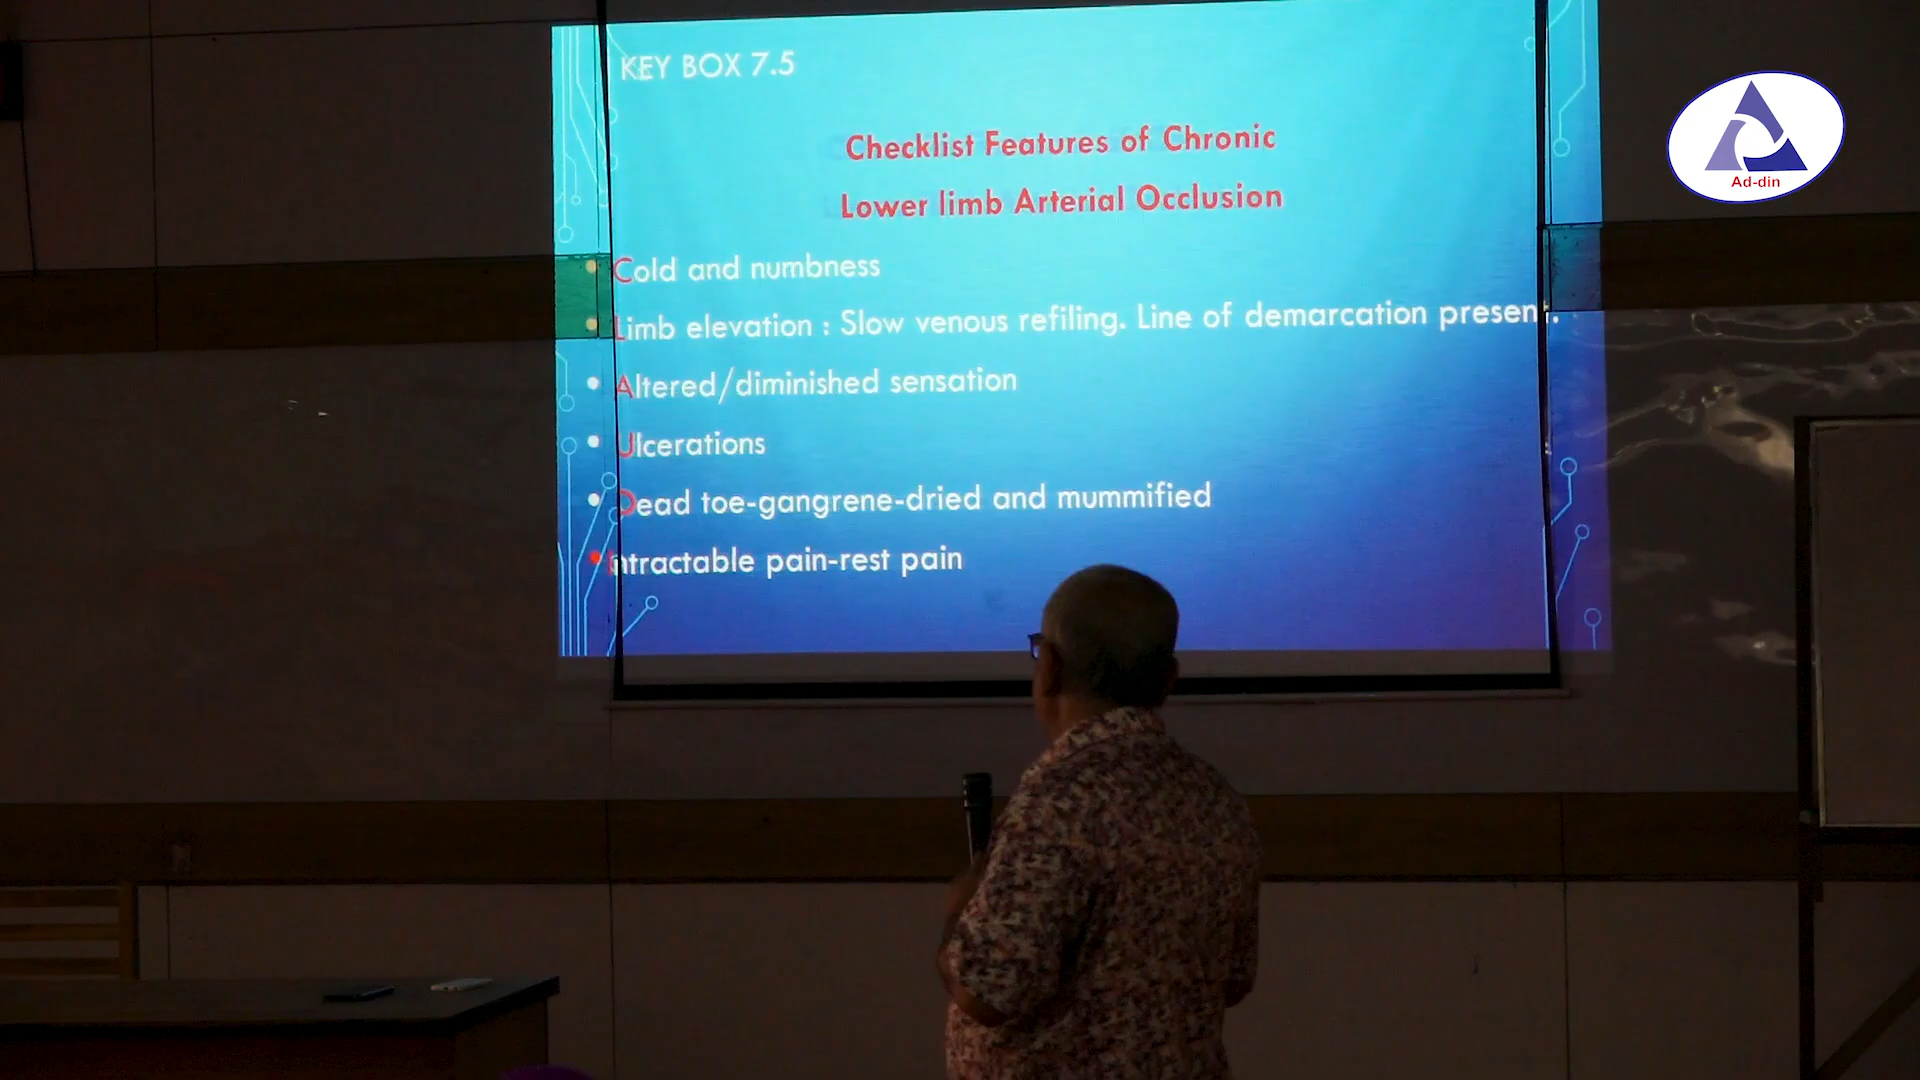 KEY BOX 7.5
Checklist Features of Chronic
Lower limb Arterial Occlusion
• Cold and numbness
• Limb elevation : Slow venous refiling. Line of demarcation present.
• Altered/diminished sensation
• Ulcerations
• Dead toe-gangrene-dried and mummified
• Intractable pain-rest pain
Ad-din